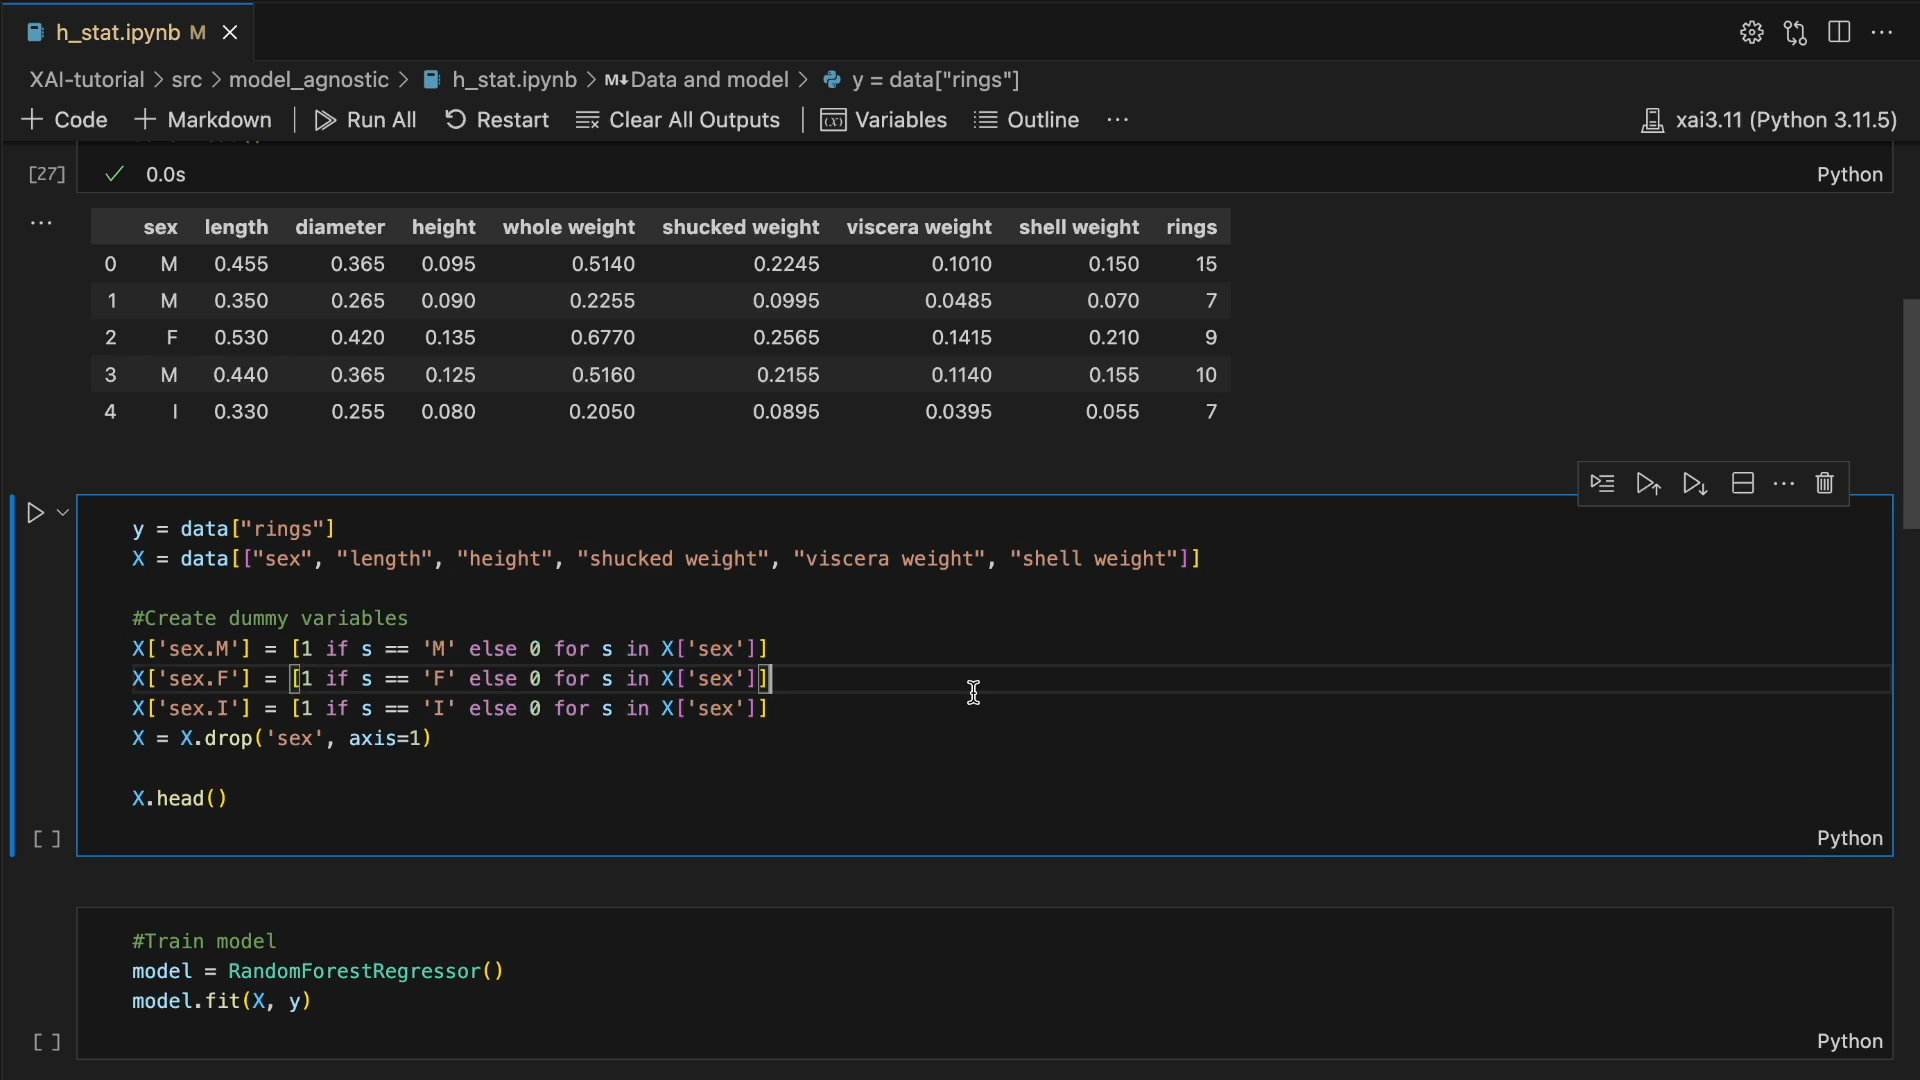 h_stat.ipynb M
XAI-tutorial > src > model_agnostic > h_stat.ipynb > M↓Data and model > y = data["rings"]
+ Code + Markdown | Run All Restart Clear All Outputs | Variables Outline ... xai3.11 (Python 3.11.5)
[27] ✓ 0.0s Python
... sex length diameter height whole weight shucked weight viscera weight shell weight rings
0 M 0.455 0.365 0.095 0.5140 0.2245 0.1010 0.150 15
1 M 0.350 0.265 0.090 0.2255 0.0995 0.0485 0.070 7
2 F 0.530 0.420 0.135 0.6770 0.2565 0.1415 0.210 9
3 M 0.440 0.365 0.125 0.5160 0.2155 0.1140 0.155 10
4 I 0.330 0.255 0.080 0.2050 0.0895 0.0395 0.055 7
y = data["rings"]
X = data[["sex", "length", "height", "shucked weight", "viscera weight", "shell weight"]]
#Create dummy variables
X['sex.M'] = [1 if s == 'M' else 0 for s in X['sex']]
X['sex.F'] = [1 if s == 'F' else 0 for s in X['sex']]
X['sex.I'] = [1 if s == 'I' else 0 for s in X['sex']]
X = X.drop('sex', axis=1)
X.head()
[ ] Python
#Train model
model = RandomForestRegressor()
model.fit(X, y)
[ ] Python